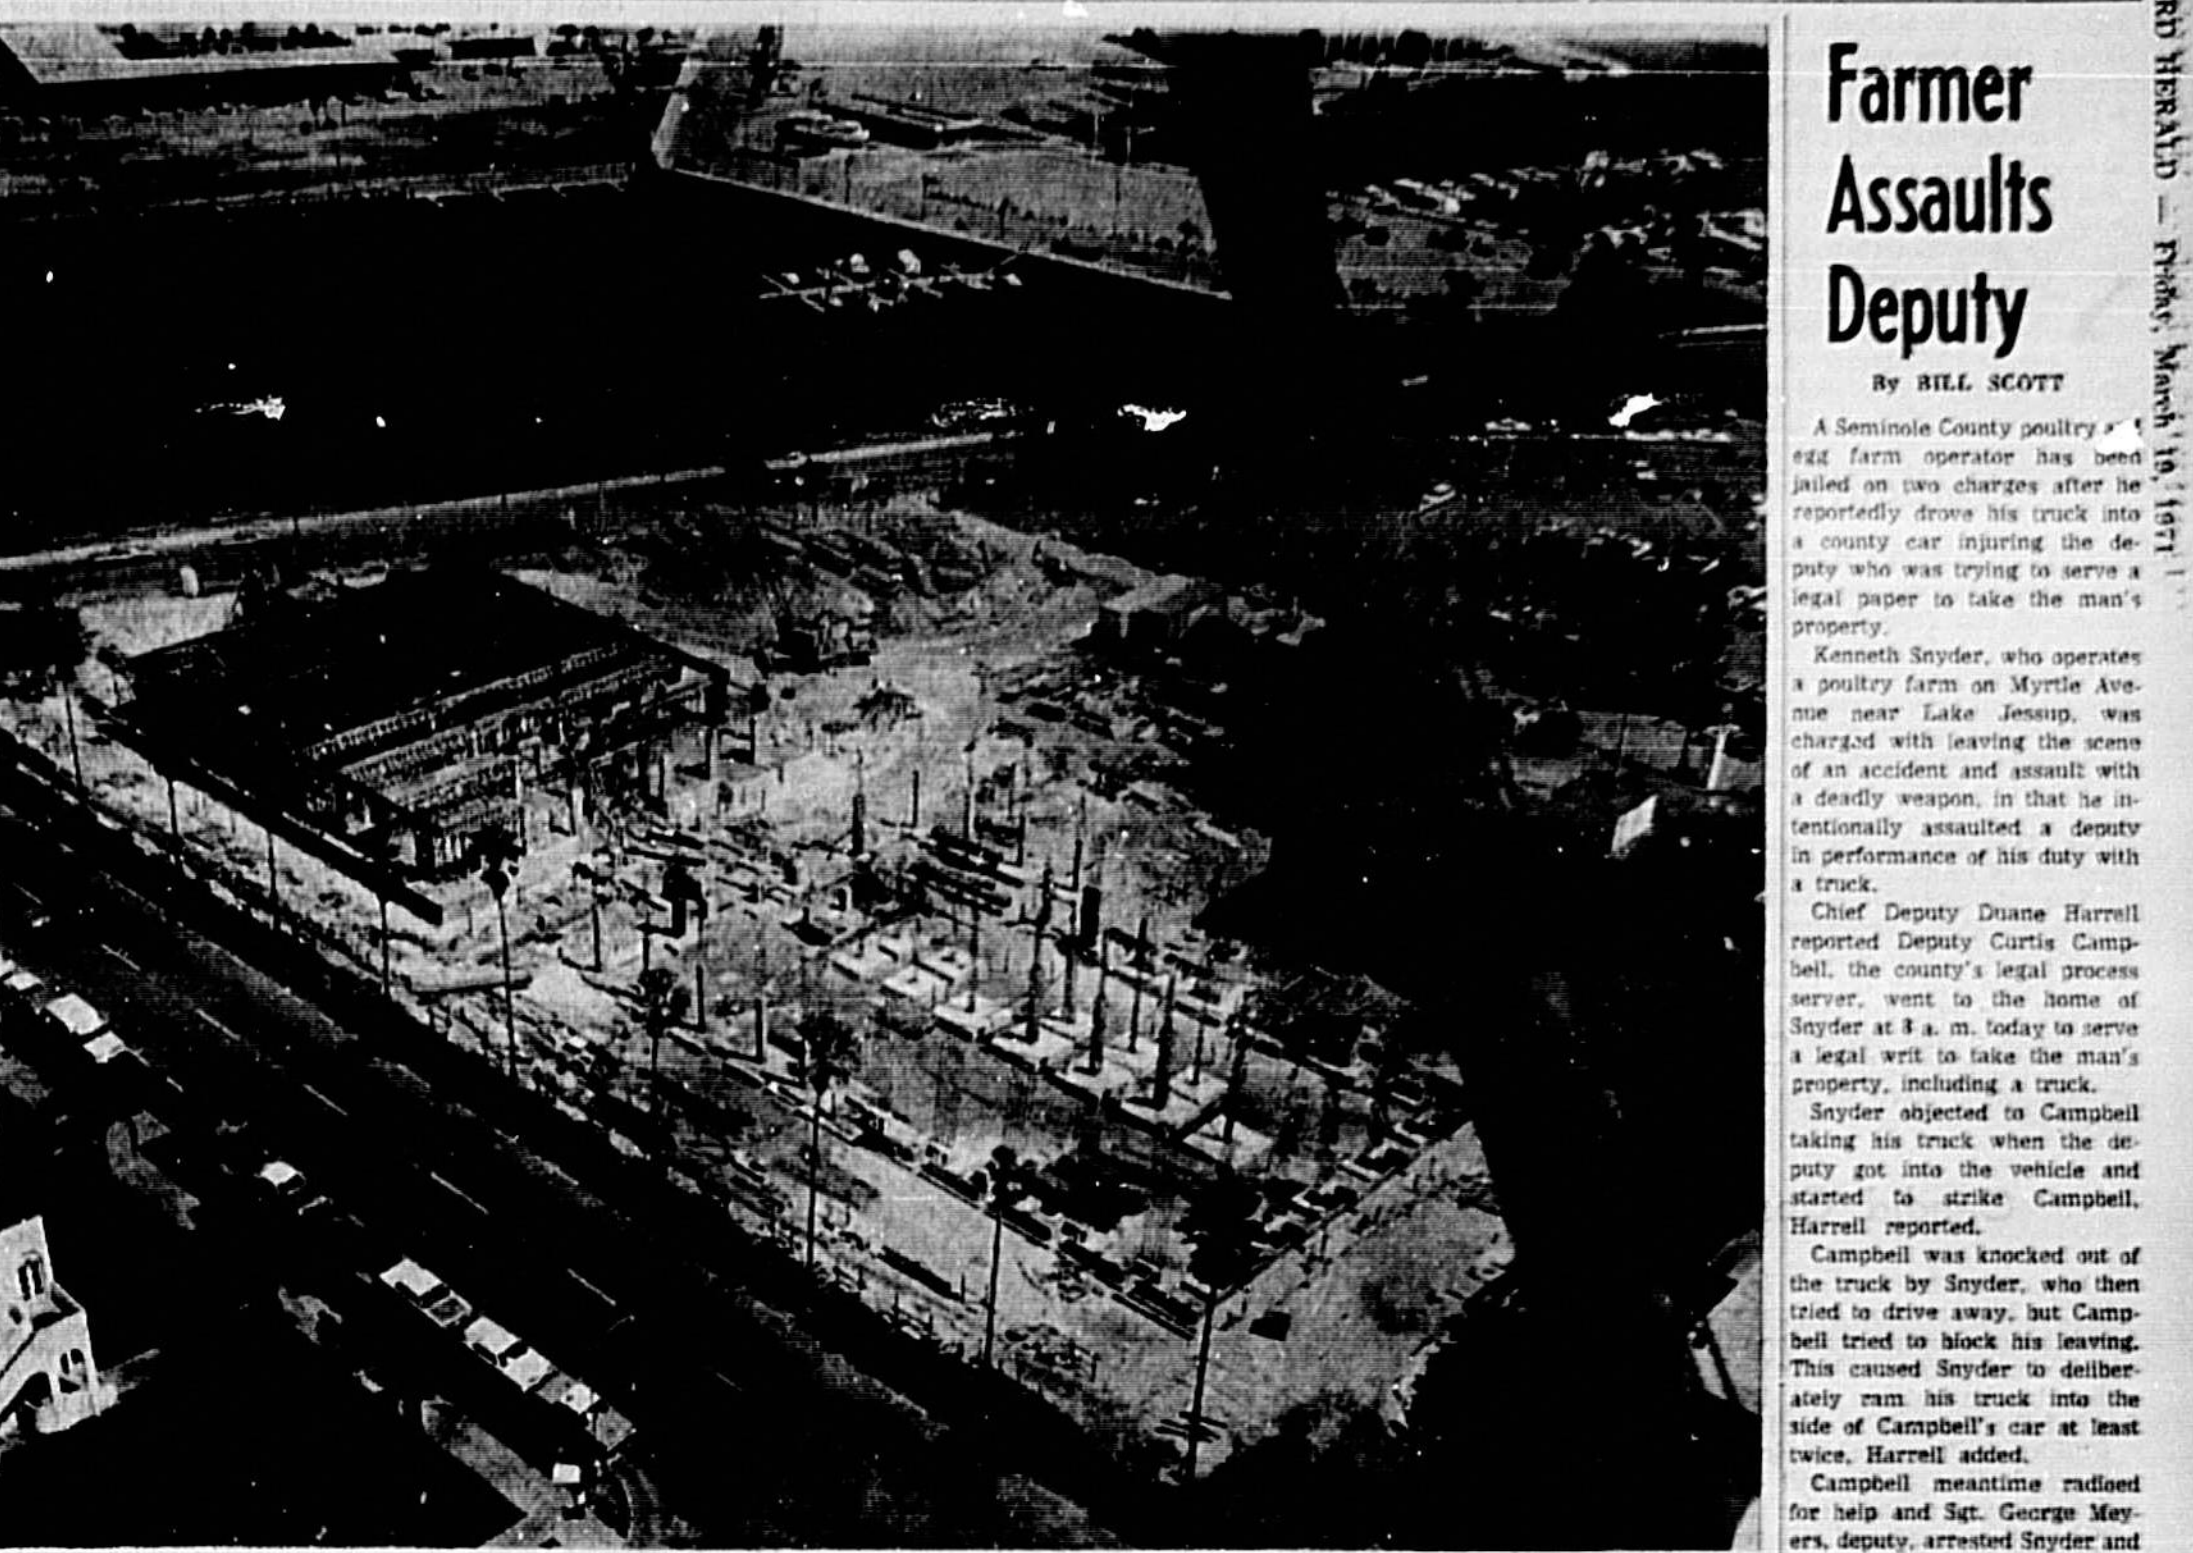 Farmer
Assaults
Deputy
By BILL SCOTT
A Seminole County poultry
egg farm operator has been
jailed on two charges after he
reportedly drove his truck into
a county car injuring the de-
puty who was trying to serve a
legal paper to take the man's
property.
Kenneth Snyder, who operates
a poultry farm on Myrtle Ave-
nue near Lake Jessup, was
charged with leaving the scene
of an accident and assault with
a deadly weapon, in that he in-
tentionally assaulted a deputy
in performance of his duty with
a truck.
Chief Deputy Duane Harrell
reported Deputy Curtis Camp-
bell, the county's legal process
server, went to the home of
Snyder at 8 a. m. today to serve
a legal writ to take the man's
property, including a truck.
Snyder objected to Campbell
taking his truck when the de-
puty got into the vehicle and
started to strike Campbell,
Harrell reported.
Campbell was knocked out of
the truck by Snyder, who then
tried to drive away, but Camp-
bell tried to block his leaving.
This caused Snyder to deliber-
ately ram his truck into the
side of Campbell's car at least
twice, Harrell added.
Campbell meantime radioed
for help and Sgt. George Mey-
ers, deputy, arrested Snyder and
RD HERALD — Friday, March 19, 1971